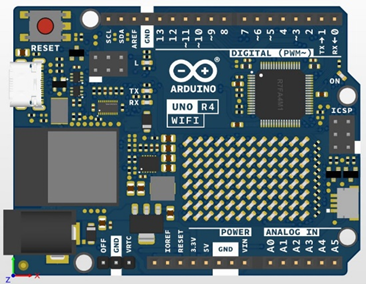 RESET
SCL
SDA
AREF
GND
13
12
~11
~10
~9
8
7
~6
~5
4
~3
2
TX→1
RX←0
DIGITAL (PWM~)
L
TX
RX
ARDUINO
UNO R4
WIFI
ON
ICSP
OFF
GND
VRTC
IOREF
RESET
3.3V
5V
GND
VIN
POWER
ANALOG IN
A0
A1
A2
A3
A4
A5
Z
X